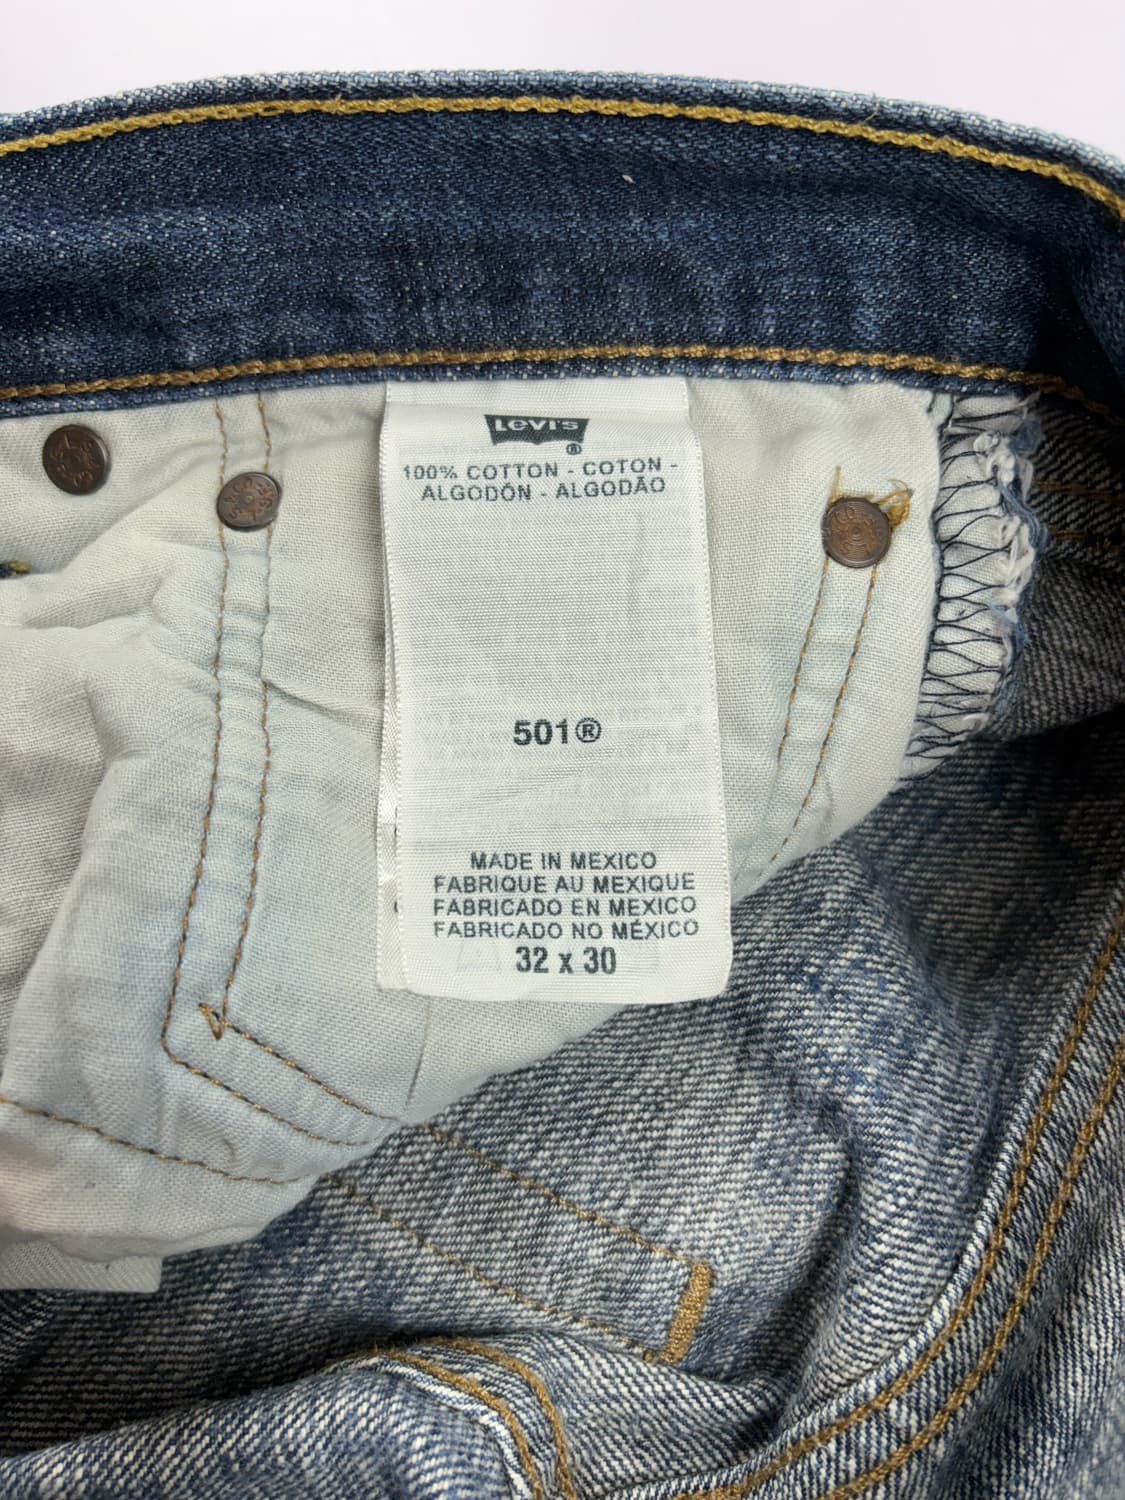 Levi's
®
100% COTTON - COTON -
ALGODÓN - ALGODÃO
501®
MADE IN MEXICO
FABRIQUE AU MEXIQUE
FABRICADO EN MEXICO
FABRICADO NO MÉXICO
32 x 30